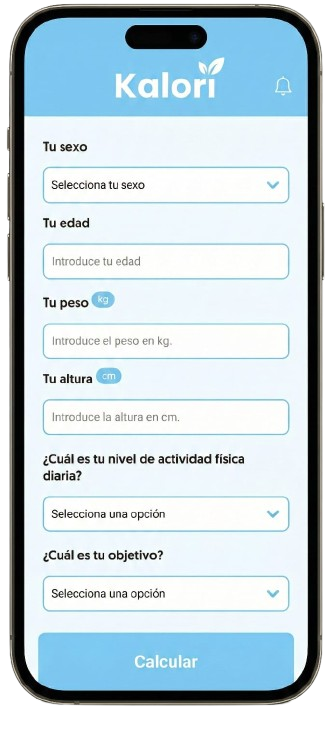 Kalori
Tu sexo
Selecciona tu sexo
Tu edad
Introduce tu edad
Tu peso kg
Introduce el peso en kg.
Tu altura cm
Introduce la altura en cm.
¿Cuál es tu nivel de actividad física
diaria?
Selecciona una opción
¿Cuál es tu objetivo?
Selecciona una opción
Calcular